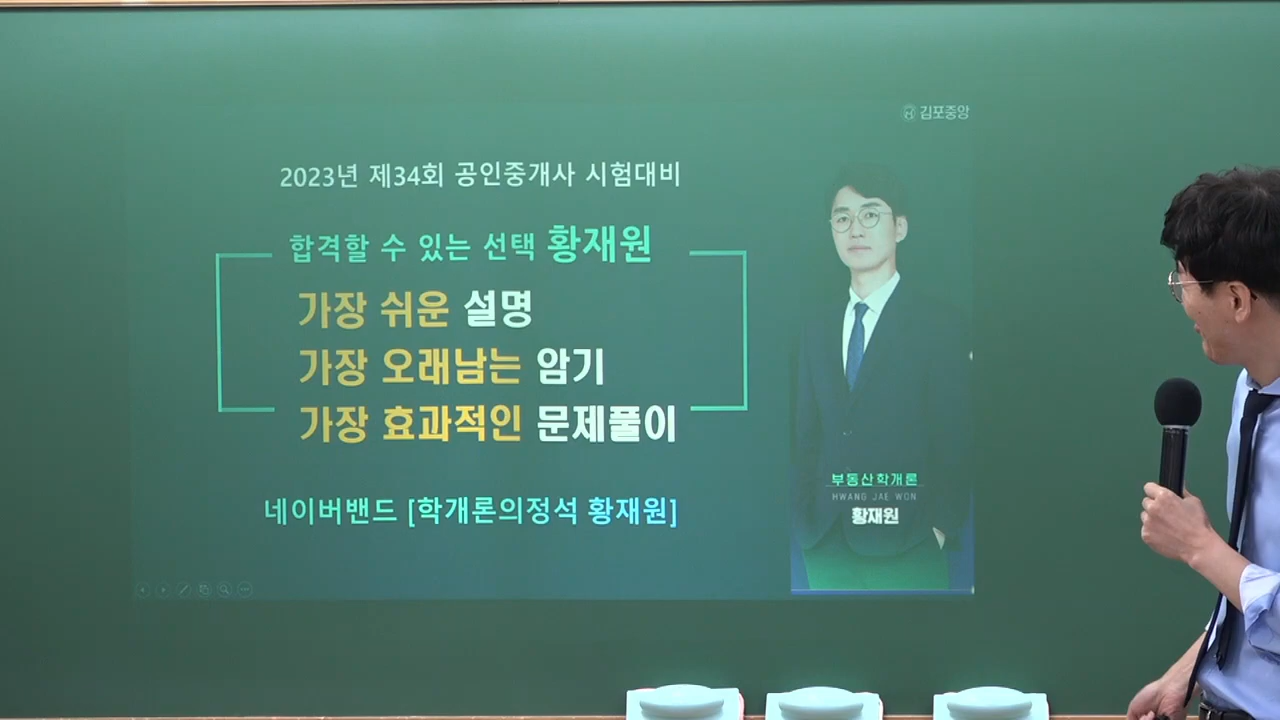 김포중앙
2023년 제34회 공인중개사 시험대비
합격할 수 있는 선택 황재원
가장 쉬운 설명
가장 오래남는 암기
가장 효과적인 문제풀이
네이버밴드 [학개론의정석 황재원]
부동산학개론
HWANG JAE WON
황재원